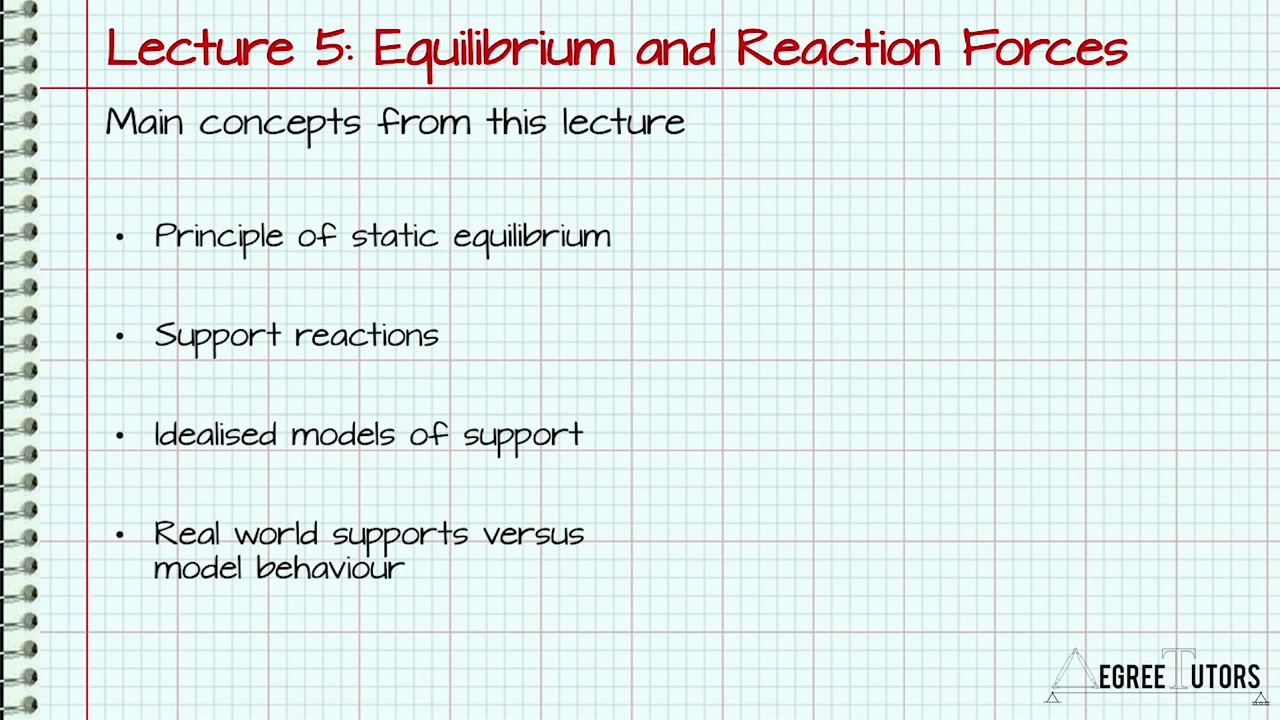 Lecture 5: Equilibrium and Reaction Forces
Main concepts from this lecture
• Principle of static equilibrium
• Support reactions
• Idealised models of support
• Real world supports versus
model behaviour
DEGREE TUTORS